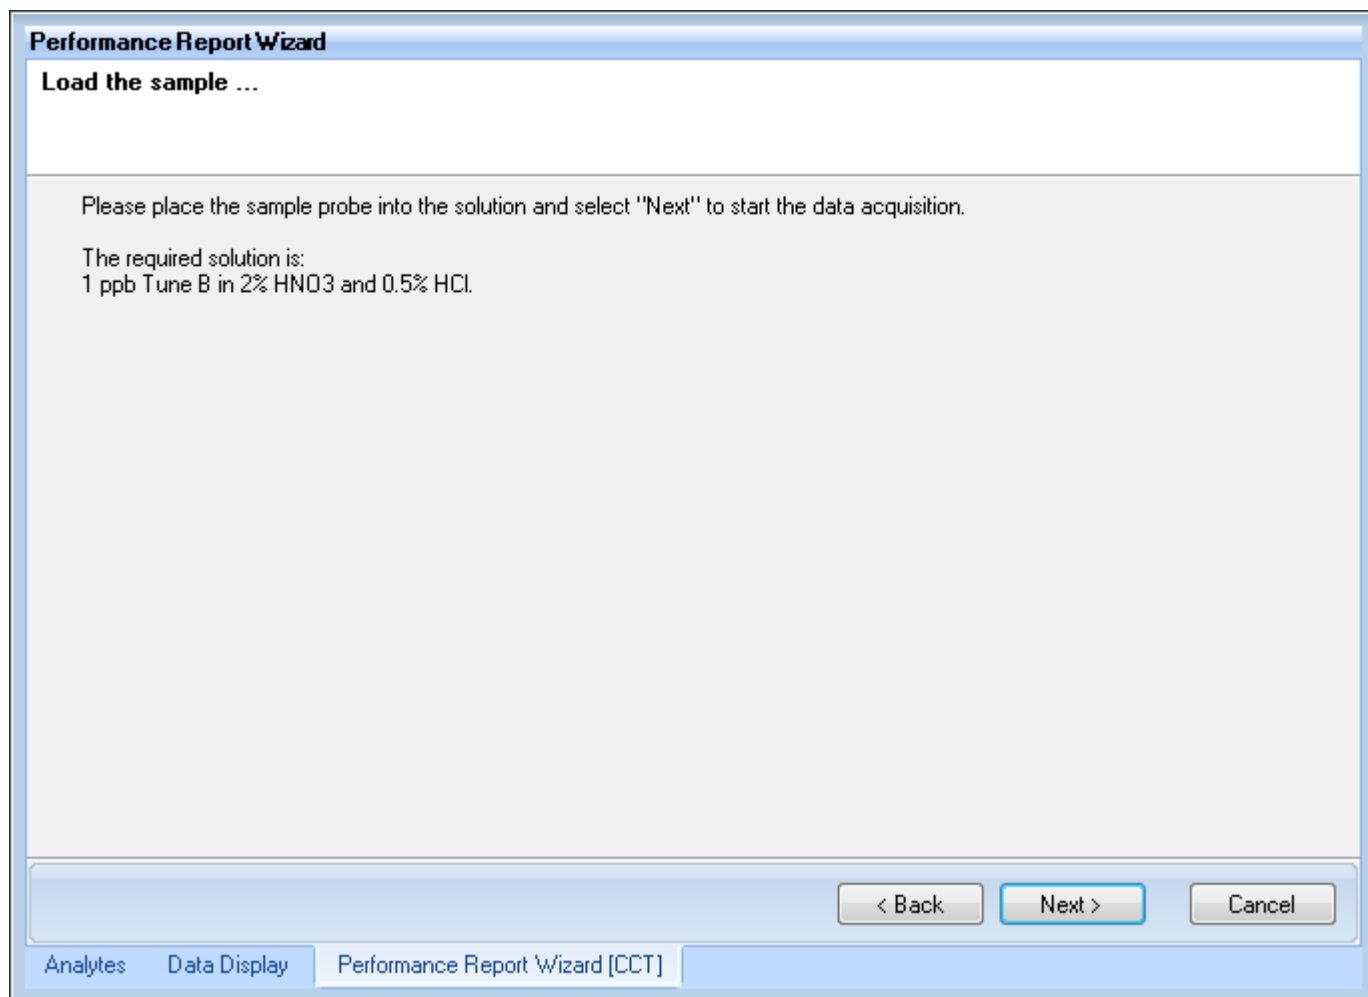 Performance Report Wizard
Load the sample ...
Please place the sample probe into the solution and select "Next" to start the data acquisition.
The required solution is:
1 ppb Tune B in 2% HNO3 and 0.5% HCl.
< Back
Next >
Cancel
Analytes
Data Display
Performance Report Wizard [CCT]